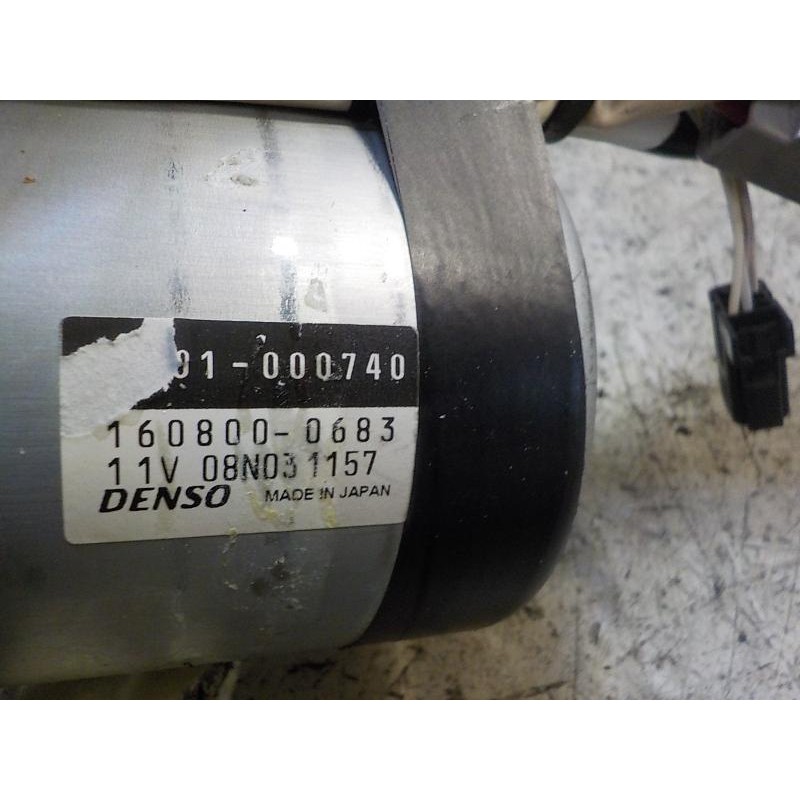 01-000740
160800-0683
11V 08N031157
DENSO MADE IN JAPAN